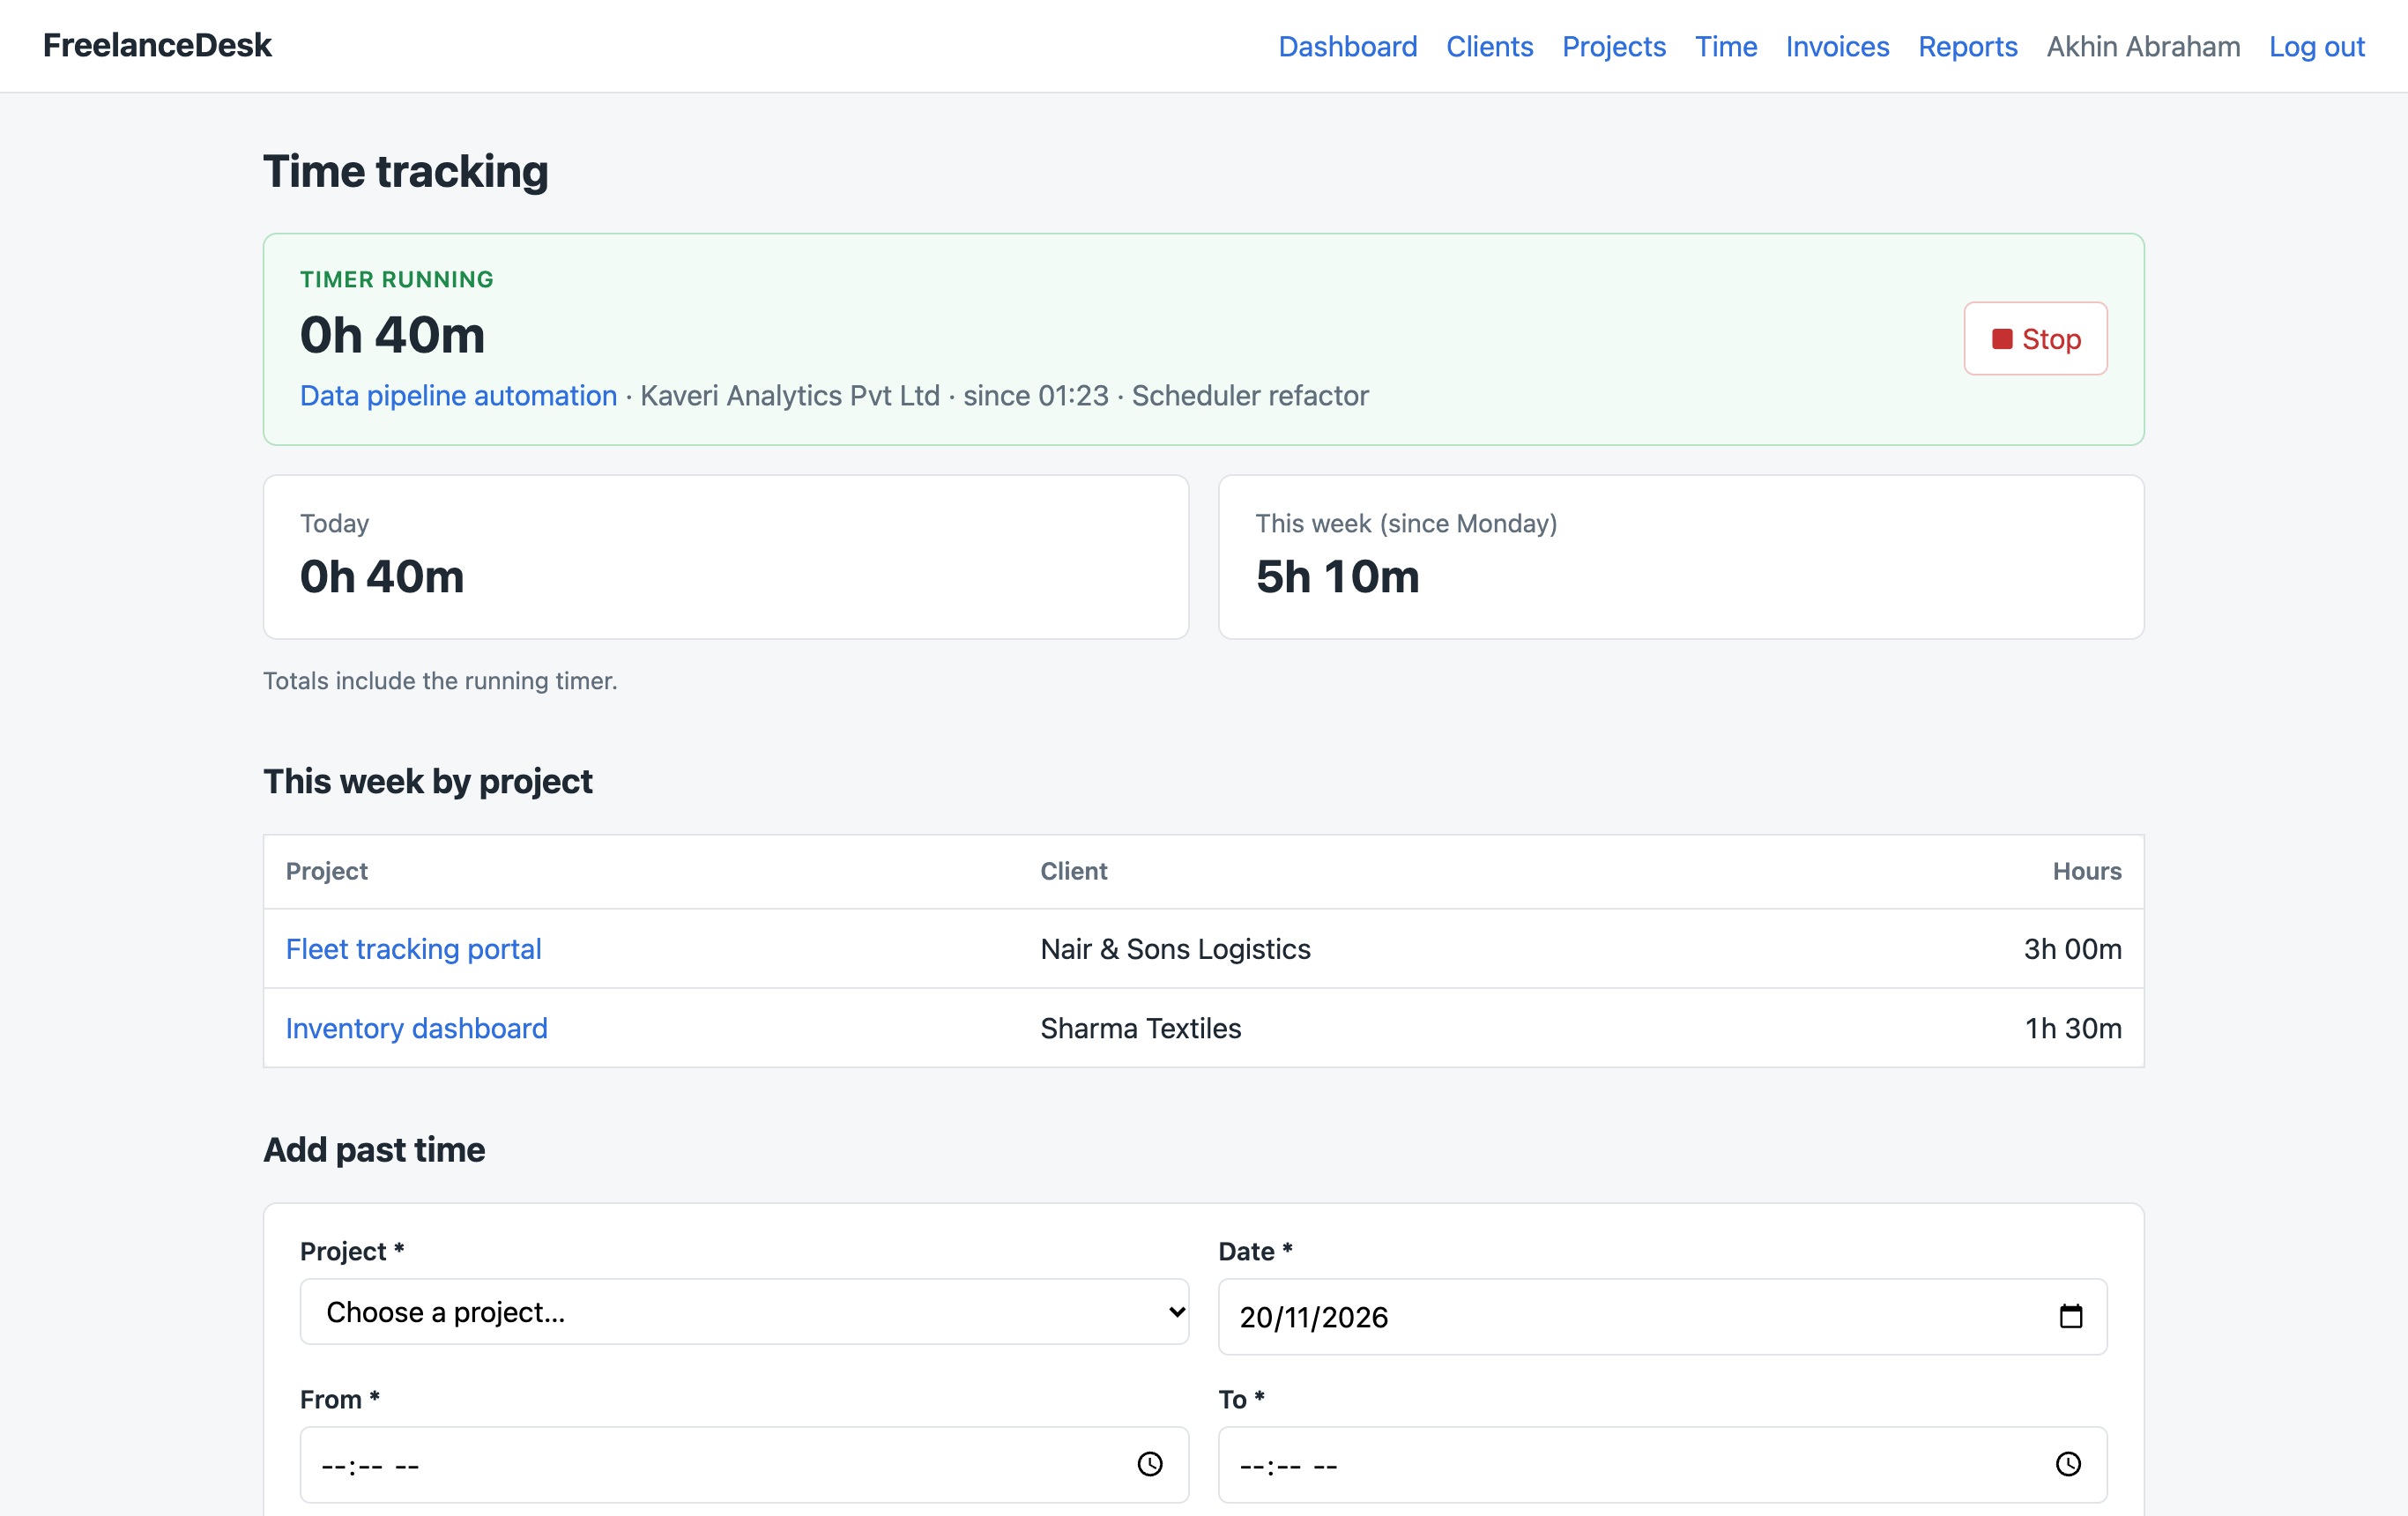 FreelanceDesk
Dashboard Clients Projects Time Invoices Reports Akhin Abraham Log out
Time tracking
TIMER RUNNING
0h 40m
Stop
Data pipeline automation · Kaveri Analytics Pvt Ltd · since 01:23 · Scheduler refactor
Today
0h 40m
This week (since Monday)
5h 10m
Totals include the running timer.
This week by project
Project Client Hours
Fleet tracking portal Nair & Sons Logistics 3h 00m
Inventory dashboard Sharma Textiles 1h 30m
Add past time
Project *
Choose a project...
Date *
20/11/2026
From *
--:-- --
To *
--:-- --